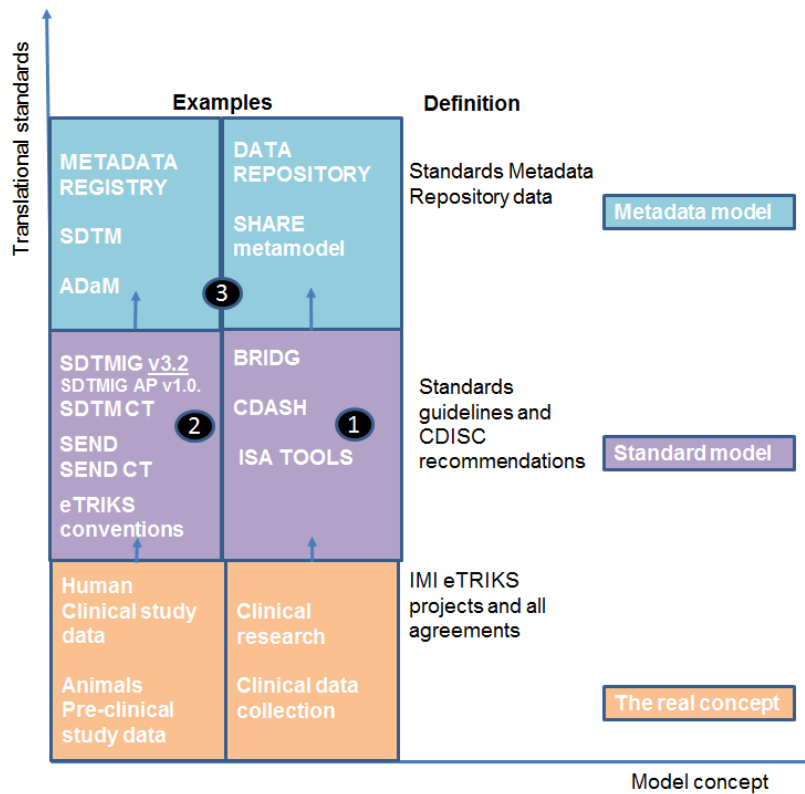 Translational standards
Examples
Definition
METADATA
REGISTRY
SDTM
ADaM
DATA
REPOSITORY
SHARE
metamodel
Standards Metadata
Repository data
Metadata model
3
SDTMIG v3.2
SDTMIG AP v1.0.
SDTM CT
SEND
SEND CT
eTRIKS
conventions
2
BRIDG
CDASH
ISA TOOLS
1
Standards
guidelines and
CDISC
recommendations
Standard model
Human
Clinical study
data
Animals
Pre-clinical
study data
Clinical
research
Clinical data
collection
IMI eTRIKS
projects and all
agreements
The real concept
Model concept